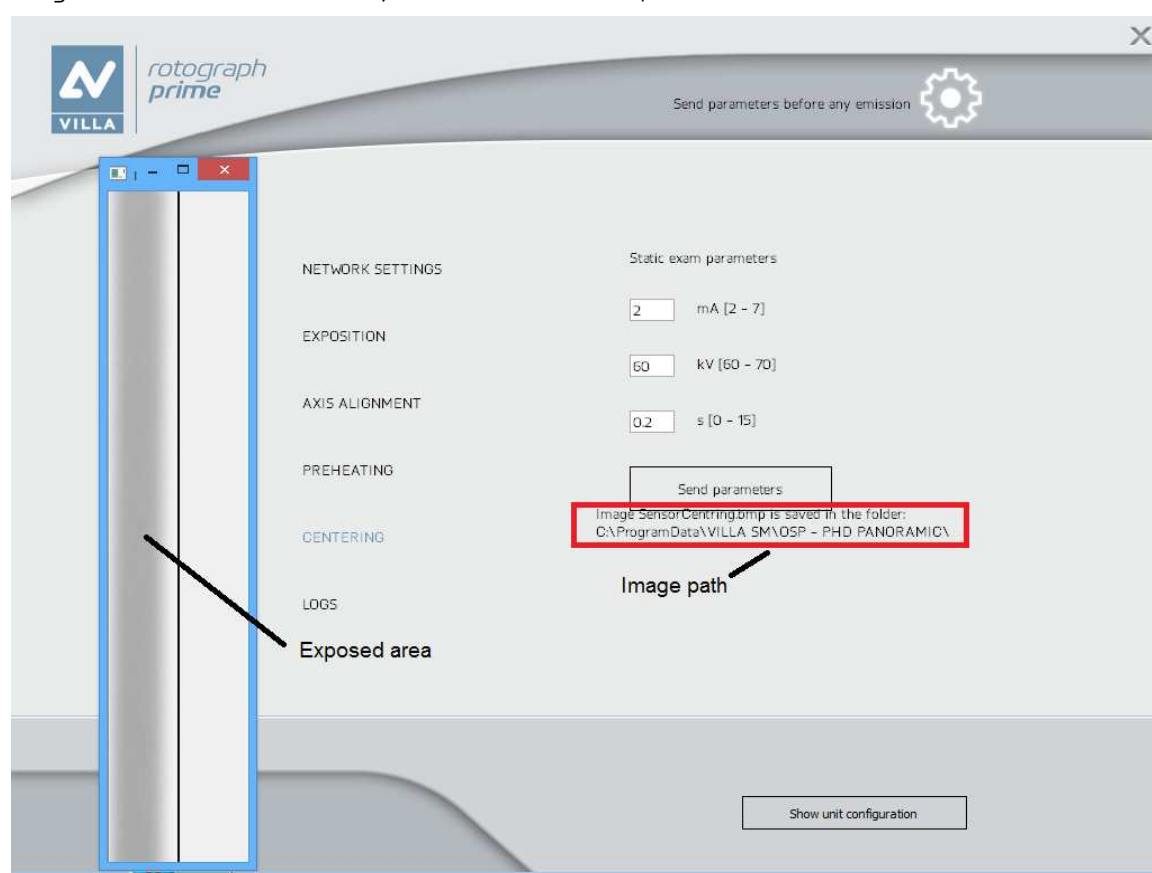 rotograph
prime
VILLA
Send parameters before any emission
NETWORK SETTINGS
EXPOSITION
AXIS ALIGNMENT
PREHEATING
CENTERING
LOGS
Static exam parameters
2 mA [2 - 7]
60 kV [60 - 70]
0.2 s [0 - 15]
Send parameters
Image SensorCentring.bmp is saved in the folder:
C:\ProgramData\VILLA SM\OSP - PHD PANORAMIC\
Image path
Exposed area
Show unit configuration